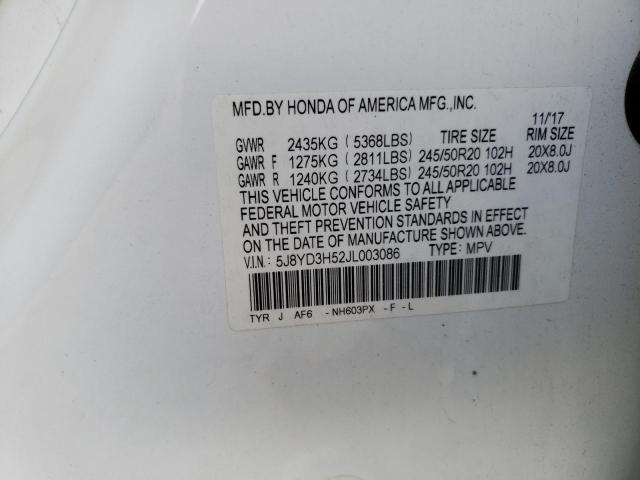 MFD.BY HONDA OF AMERICA MFG.,INC.
11/17
GVWR 2435KG ( 5368LBS) TIRE SIZE RIM SIZE
GAWR F 1275KG ( 2811LBS) 245/50R20 102H 20X8.0J
GAWR R 1240KG ( 2734LBS) 245/50R20 102H 20X8.0J
THIS VEHICLE CONFORMS TO ALL APPLICABLE
FEDERAL MOTOR VEHICLE SAFETY
AND THEFT PREVENTION STANDARDS IN EFFECT
ON THE DATE OF MANUFACTURE SHOWN ABOVE.
V.I.N.: 5J8YD3H52JL003086 TYPE: MPV
TYR J AF6 -NH603PX -F-L